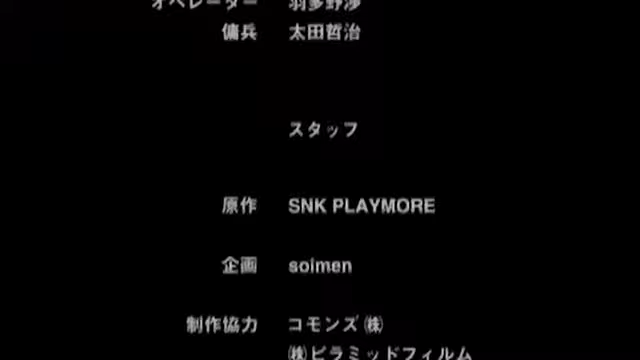 オペレーター 羽多野渉
傭兵 太田哲治
スタッフ
原作 SNK PLAYMORE
企画 soimen
制作協力 コモンズ㈱
㈱ピラミッドフィルム